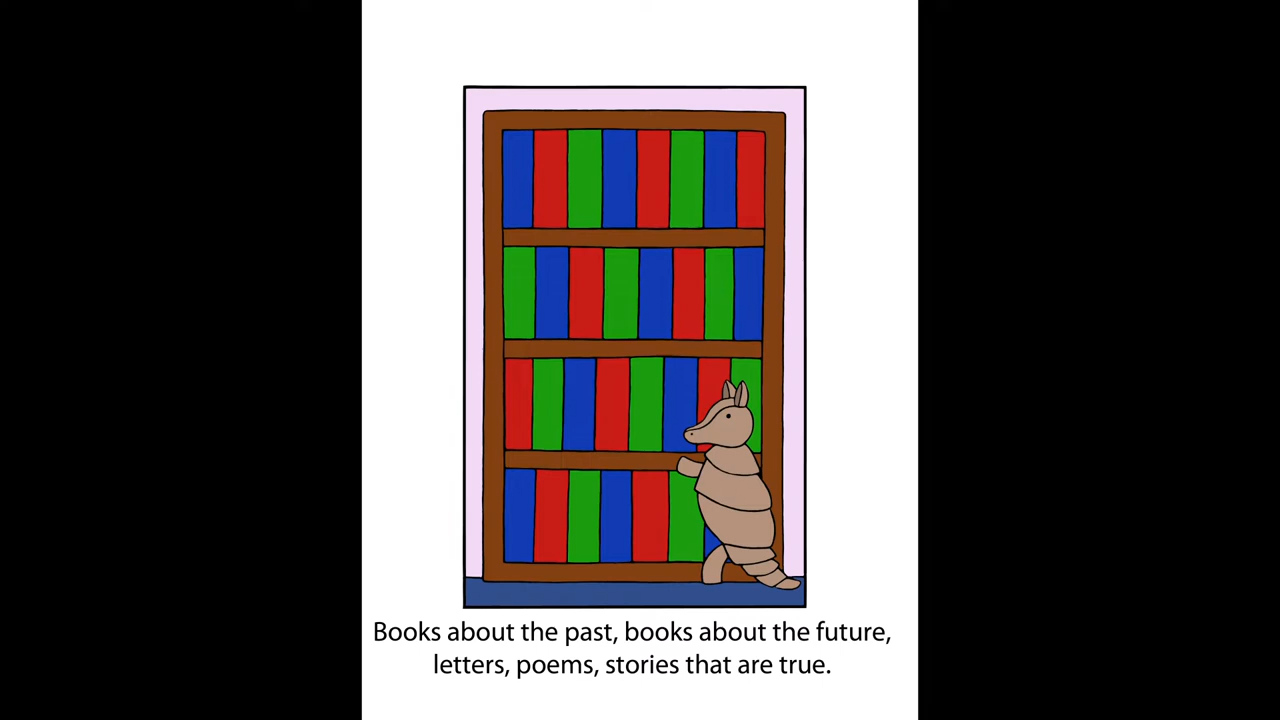 Books about the past, books about the future,
letters, poems, stories that are true.